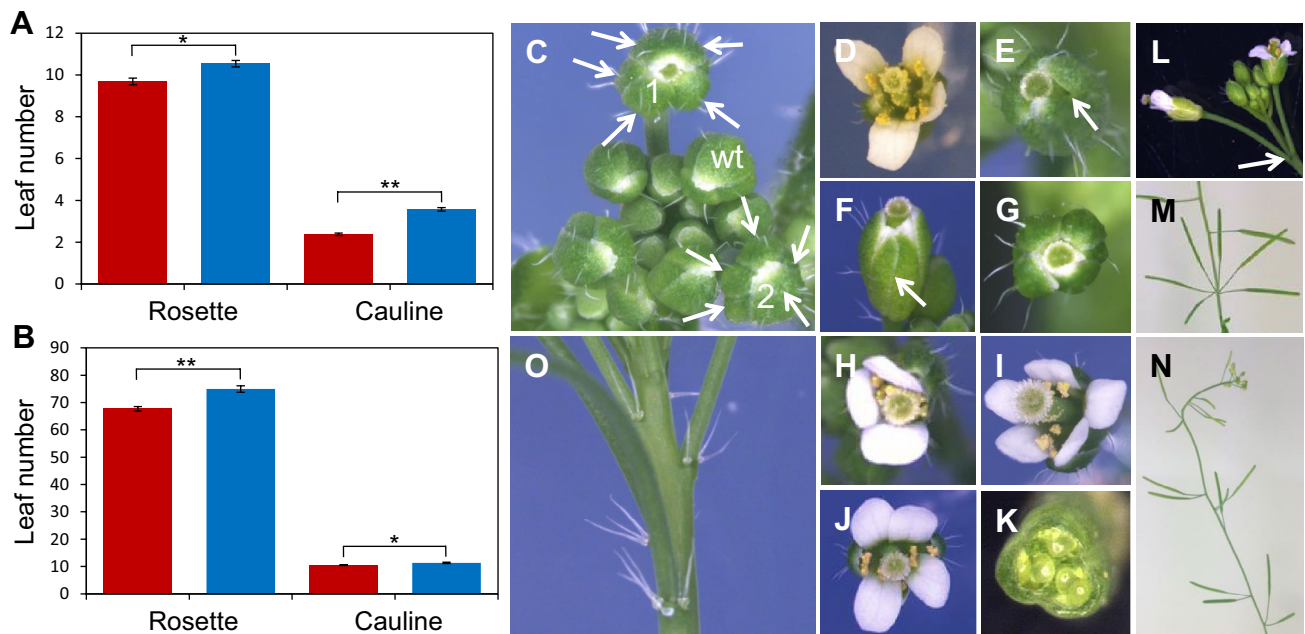 A
Leaf number
12
10
8
6
4
2
0
*
**
Rosette
Cauline
B
Leaf number
90
80
70
60
50
40
30
20
10
0
**
*
Rosette
Cauline
C
1
wt
2
D
E
F
G
H
I
J
K
L
M
N
O